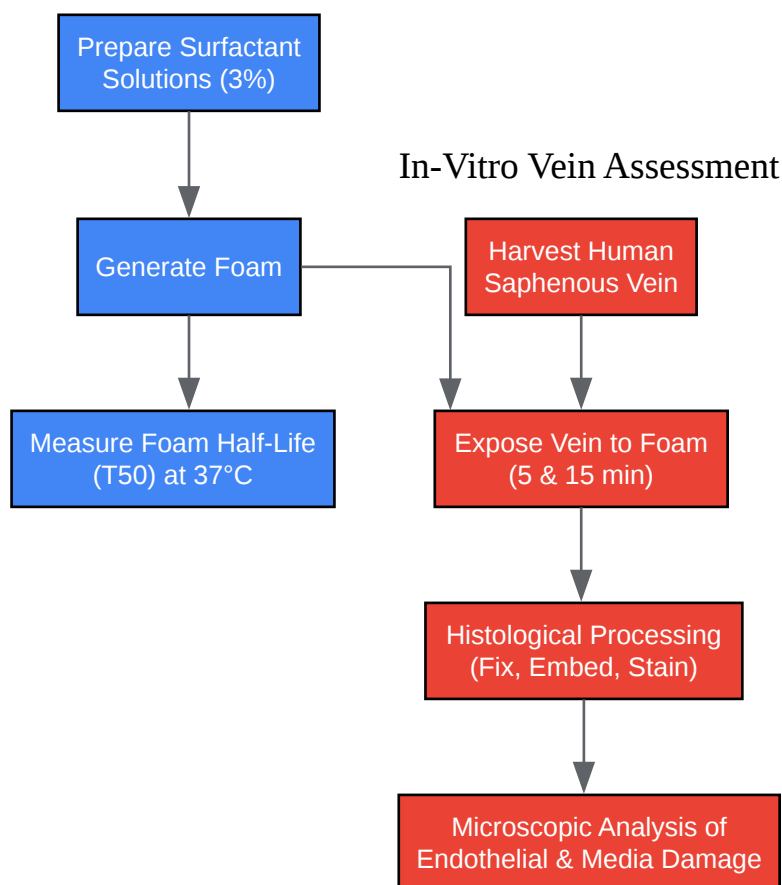 Prepare Surfactant
Solutions (3%)
Generate Foam
Measure Foam Half-Life
(T50) at 37°C
In-Vitro Vein Assessment
Harvest Human
Saphenous Vein
Expose Vein to Foam
(5 & 15 min)
Histological Processing
(Fix, Embed, Stain)
Microscopic Analysis of
Endothelial & Media Damage